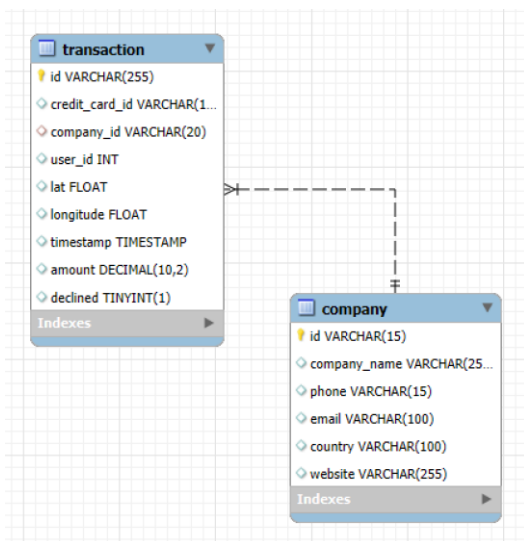 transaction
id VARCHAR(255)
credit_card_id VARCHAR(1...
company_id VARCHAR(20)
user_id INT
lat FLOAT
longitude FLOAT
timestamp TIMESTAMP
amount DECIMAL(10,2)
declined TINYINT(1)
Indexes
company
id VARCHAR(15)
company_name VARCHAR(25...
phone VARCHAR(15)
email VARCHAR(100)
country VARCHAR(100)
website VARCHAR(255)
Indexes